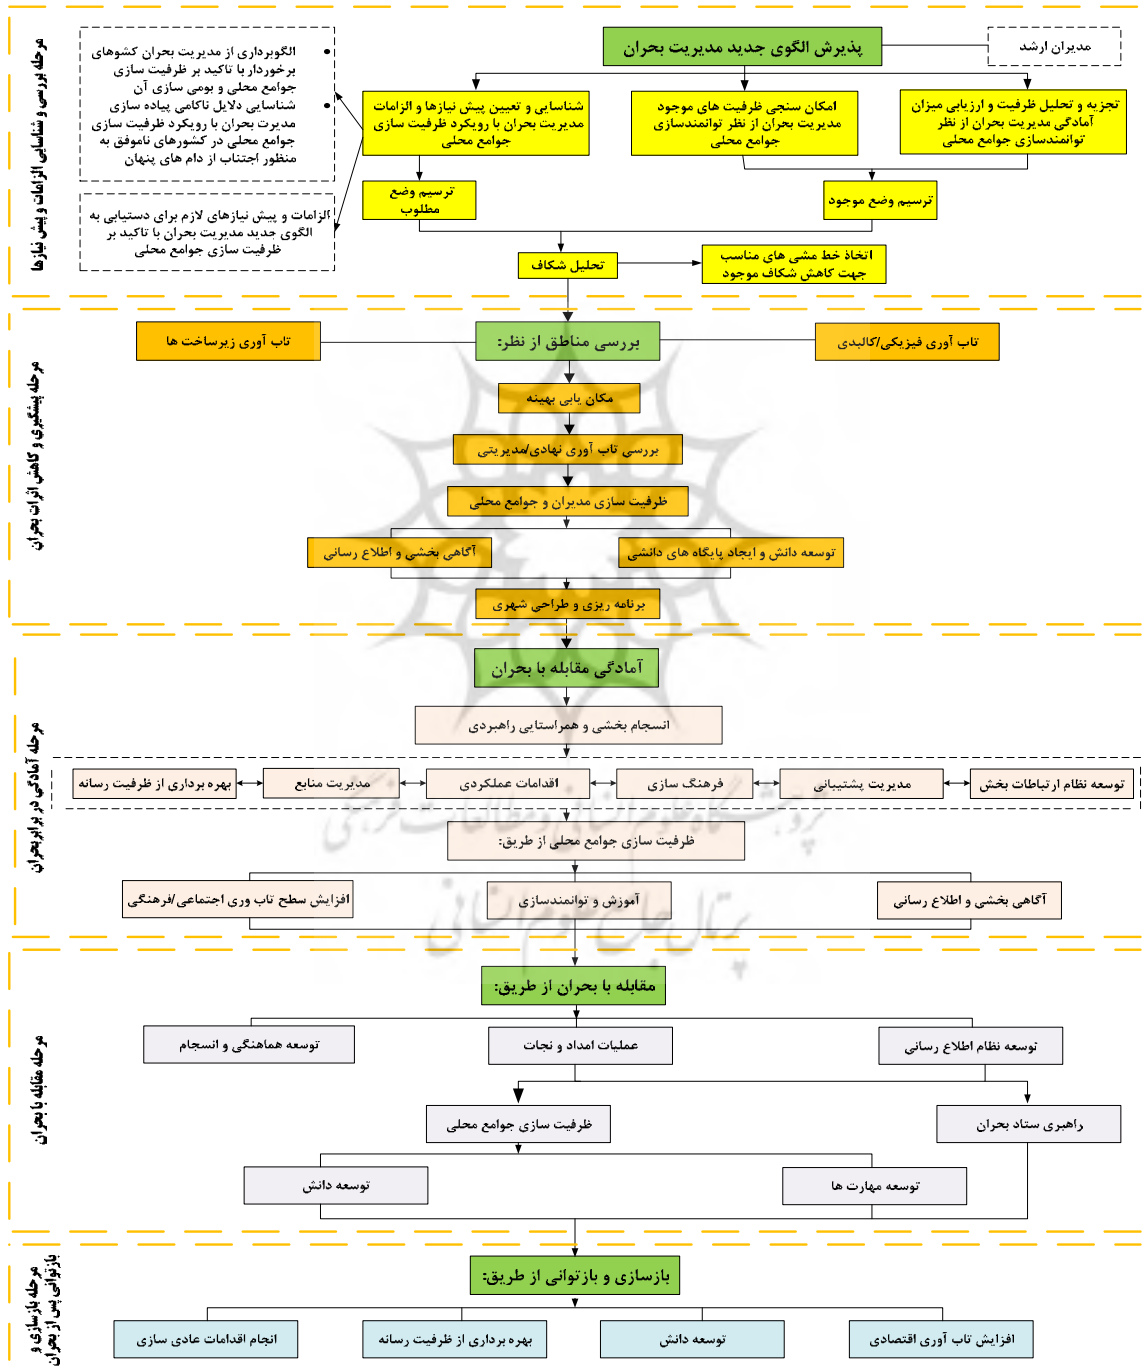 مرحله بررسی و شناسایی الزامات و پیش نیازها
پذیرش الگوی جدید مدیریت بحران
مدیران ارشد
تجزیه و تحلیل ظرفیت و ارزیابی میزان
آمادگی مدیریت بحران از نظر
توانمندسازی جوامع محلی
امکان سنجی ظرفیت های موجود
مدیریت بحران از نظر توانمندسازی
جوامع محلی
شناسایی و تعیین پیش نیازها و الزامات
مدیریت بحران با رویکرد ظرفیت سازی
جوامع محلی
• الگوبرداری از مدیریت بحران کشوهای
برخوردار با تاکید بر ظرفیت سازی
جوامع محلی و بومی سازی آن
• شناسایی دلایل ناکامی پیاده سازی
مدیرت بحران با رویکرد ظرفیت سازی
جوامع محلی در کشورهای ناموفق به
منظور اجتناب از دام های پنهان
الزامات و پیش نیازهای لازم برای دستیابی به
الگوی جدید مدیریت بحران با تاکید بر
ظرفیت سازی جوامع محلی
ترسیم وضع موجود
ترسیم وضع
مطلوب
تحلیل شکاف
اتخاذ خط مشی های مناسب
جهت کاهش شکاف موجود
مرحله پیشگیری و کاهش اثرات بحران
بررسی مناطق از نظر:
تاب آوری فیزیکی/کالبدی
تاب آوری زیرساخت ها
مکان یابی بهینه
بررسی تاب آوری نهادی/مدیریتی
ظرفیت سازی مدیران و جوامع محلی
توسعه دانش و ایجاد پایگاه های دانشی
آگاهی بخشی و اطلاع رسانی
برنامه ریزی و طراحی شهری
مرحله آمادگی در برابربحران
آمادگی مقابله با بحران
انسجام بخشی و همراستایی راهبردی
توسعه نظام ارتباطات بخش
مدیریت پشتیبانی
فرهنگ سازی
اقدامات عملکردی
مدیریت منابع
بهره برداری از ظرفیت رسانه
پژوهشگاه علوم انسانی و مطالعات فرهنگی
ظرفیت سازی جوامع محلی از طریق:
آگاهی بخشی و اطلاع رسانی
آموزش و توانمندسازی
افزایش سطح تاب وری اجتماعی/فرهنگی
پرتال جامع علوم انسانی
مرحله مقابله با بحران
مقابله با بحران از طریق:
توسعه نظام اطلاع رسانی
عملیات امداد و نجات
توسعه هماهنگی و انسجام
راهبری ستاد بحران
ظرفیت سازی جوامع محلی
توسعه مهارت ها
توسعه دانش
مرحله بازسازی و
بازتوانی پس از بحران
بازسازی و بازتوانی از طریق:
افزایش تاب آوری اقتصادی
توسعه دانش
بهره برداری از ظرفیت رسانه
انجام اقدامات عادی سازی